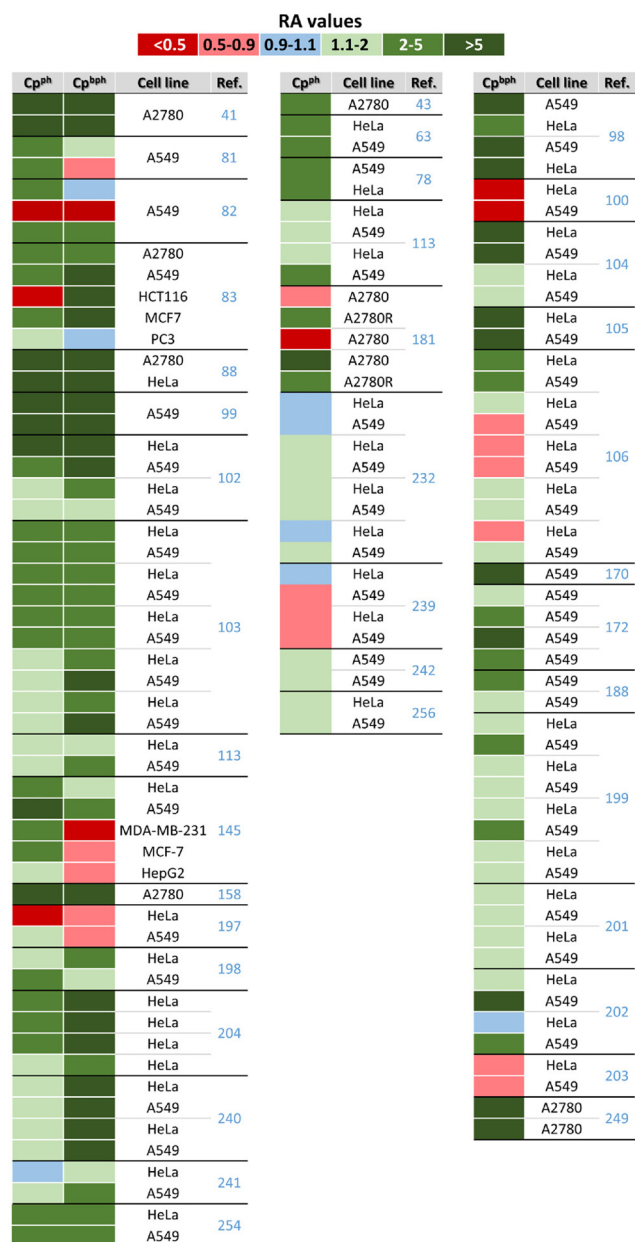 RA values
<0.5 0.5-0.9 0.9-1.1 1.1-2 2-5 >5
Cpph Cpbph Cell line Ref.
A2780 41
A549 81
A549 82
A2780
A549
HCT116 83
MCF7
PC3
A2780 88
HeLa
A549 99
HeLa
A549 102
HeLa
A549
HeLa
A549
HeLa
A549
HeLa 103
A549
HeLa
A549
HeLa
A549
HeLa 113
A549
HeLa
A549
MDA-MB-231 145
MCF-7
HepG2
A2780 158
HeLa 197
A549
HeLa 198
A549
HeLa
HeLa 204
HeLa
HeLa
HeLa
A549 240
HeLa
A549
HeLa 241
A549
HeLa 254
Cpph Cell line Ref.
A2780 43
HeLa 63
A549
A549 78
HeLa
HeLa
A549 113
HeLa
A549
A2780
A2780R
A2780 181
A2780
A2780R
HeLa
A549
HeLa
A549 232
HeLa
A549
HeLa
A549
HeLa
A549 239
HeLa
A549
A549 242
A549
HeLa 256
A549
Cpbph Cell line Ref.
A549
HeLa 98
A549
HeLa
HeLa 100
A549
HeLa
A549 104
HeLa
A549
HeLa 105
A549
HeLa
A549
HeLa
A549
HeLa 106
A549
HeLa
A549
HeLa
A549
A549 170
A549
A549 172
A549
A549
A549 188
A549
HeLa
A549
HeLa
A549 199
HeLa
A549
HeLa
A549
HeLa
A549 201
HeLa
A549
HeLa
A549 202
HeLa
A549
HeLa 203
A549
A2780 249
A2780